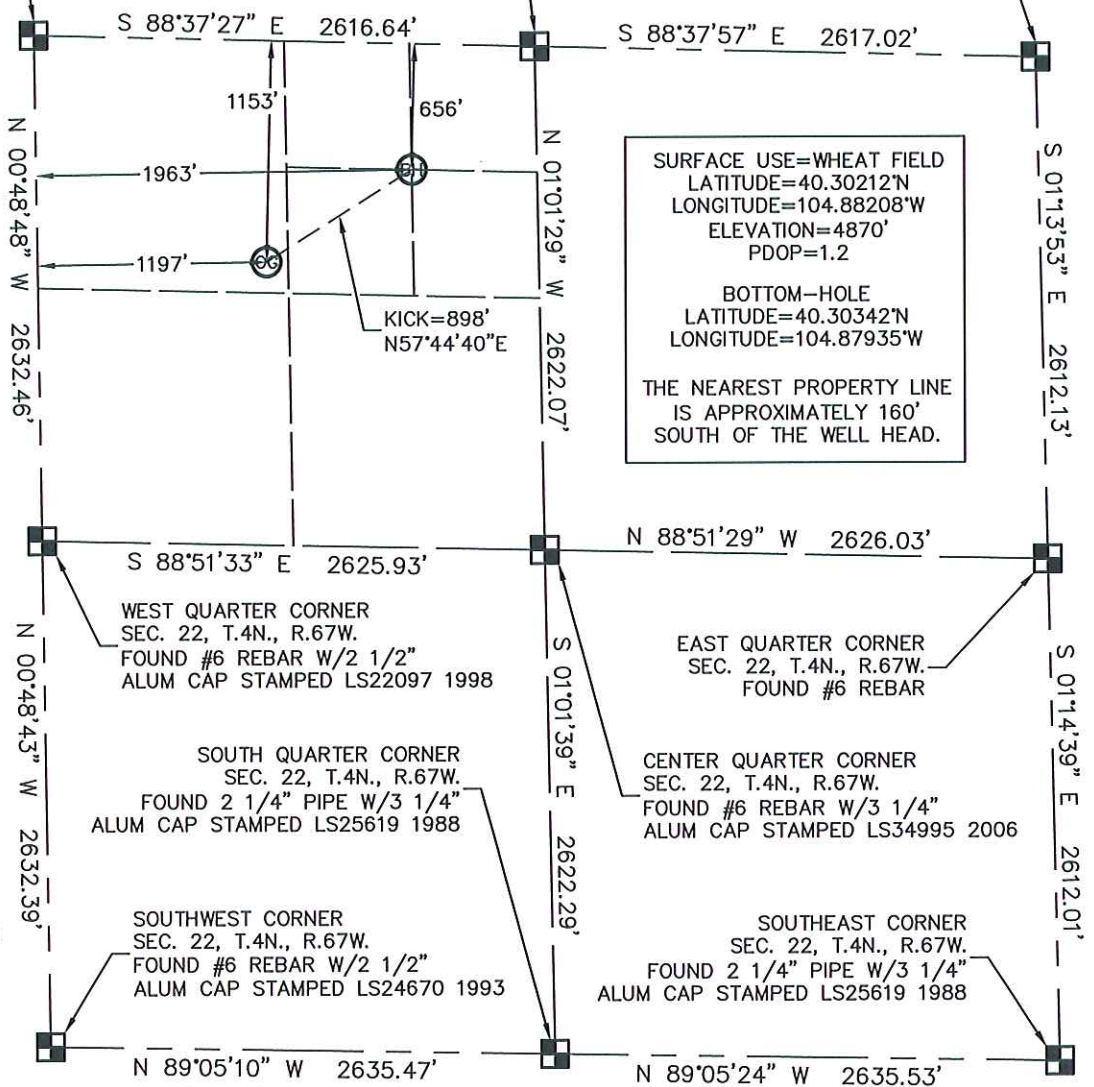 S 88°37'27" E 2616.64'
S 88°37'57" E 2617.02'
1153'
656'
N 00°48'48" W 2632.46'
1963'
N 01°01'29" W 2622.07'
1197'
KICK=898'
N57°44'40"E
SURFACE USE=WHEAT FIELD
LATITUDE=40.30212°N
LONGITUDE=104.88208°W
ELEVATION=4870'
PDOP=1.2
BOTTOM-HOLE
LATITUDE=40.30342°N
LONGITUDE=104.87935°W
THE NEAREST PROPERTY LINE
IS APPROXIMATELY 160'
SOUTH OF THE WELL HEAD.
S 01°13'53" E 2612.13'
S 88°51'33" E 2625.93'
N 88°51'29" W 2626.03'
WEST QUARTER CORNER
SEC. 22, T.4N., R.67W.
FOUND #6 REBAR W/2 1/2"
ALUM CAP STAMPED LS22097 1998
EAST QUARTER CORNER
SEC. 22, T.4N., R.67W.
FOUND #6 REBAR
N 00°48'43" W 2632.39'
SOUTH QUARTER CORNER
SEC. 22, T.4N., R.67W.
FOUND 2 1/4" PIPE W/3 1/4"
ALUM CAP STAMPED LS25619 1988
S 01°01'39" E 2622.29'
CENTER QUARTER CORNER
SEC. 22, T.4N., R.67W.
FOUND #6 REBAR W/3 1/4"
ALUM CAP STAMPED LS34995 2006
S 01°14'39" E 2612.01'
SOUTHWEST CORNER
SEC. 22, T.4N., R.67W.
FOUND #6 REBAR W/2 1/2"
ALUM CAP STAMPED LS24670 1993
SOUTHEAST CORNER
SEC. 22, T.4N., R.67W.
FOUND 2 1/4" PIPE W/3 1/4"
ALUM CAP STAMPED LS25619 1988
N 89°05'10" W 2635.47'
N 89°05'24" W 2635.53'